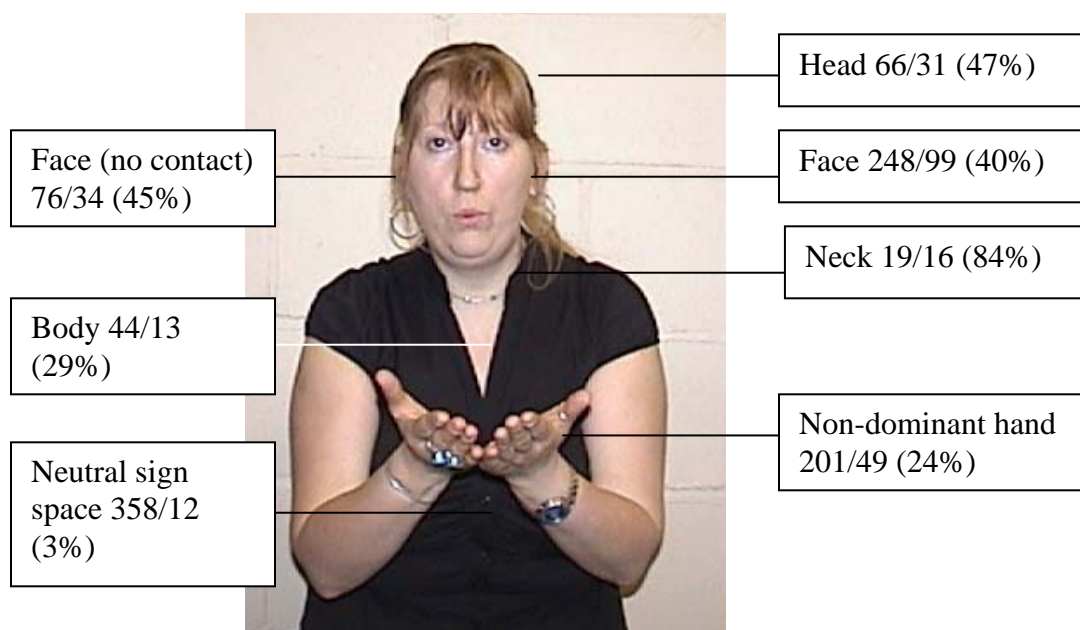 Head 66/31 (47%)
Face (no contact)
76/34 (45%)
Face 248/99 (40%)
Neck 19/16 (84%)
Body 44/13
(29%)
Non-dominant hand
201/49 (24%)
Neutral sign
space 358/12
(3%)